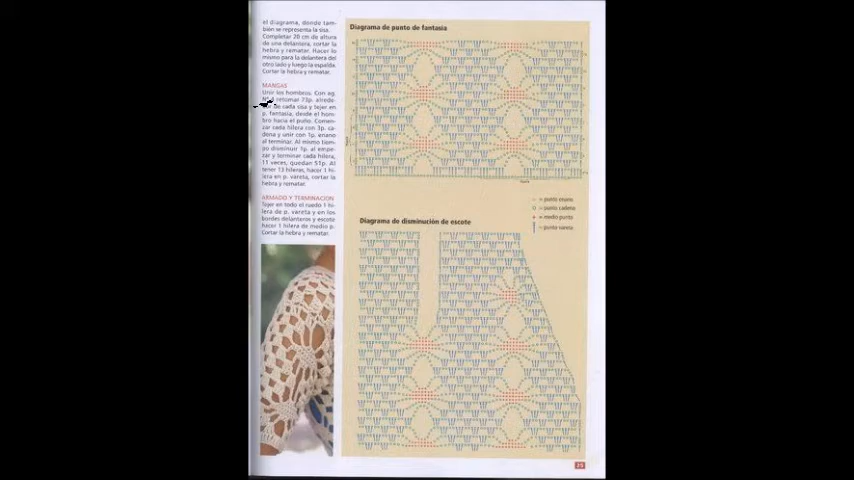 el diagrama, donde tam-
bién se representa la sisa.
Completar 20 cm de altura
de una delantera, cortar la
hebra y rematar. Hacer lo
mismo para la delantera del
otro lado y luego la espalda.
Cortar la hebra y rematar.
MANGAS
Unir los hombros. Con ag.
retomar 73p. alrede-
de cada sisa y tejer en
p. fantasía, desde el hom-
bro hacia el puño. Comen-
zar cada hilera con 3p. ca-
dena y unir con 1p. enano
al terminar. Al mismo tiem-
po disminuir 1p. al empe-
zar y terminar cada hilera,
11 veces, quedan 51p. Al
tener 13 hileras, hacer 1 hi-
lera en p. vareta, cortar la
hebra y rematar.
ARMADO Y TERMINACION
Tejer en todo el ruedo 1 hi-
lera de p. vareta y en los
bordes delanteros y escote
hacer 1 hilera de medio p.
Cortar la hebra y rematar.
Diagrama de punto de fantasía
= punto enano
= punto cadena
= medio punto
= punto vareta
Diagrama de disminución de escote
25